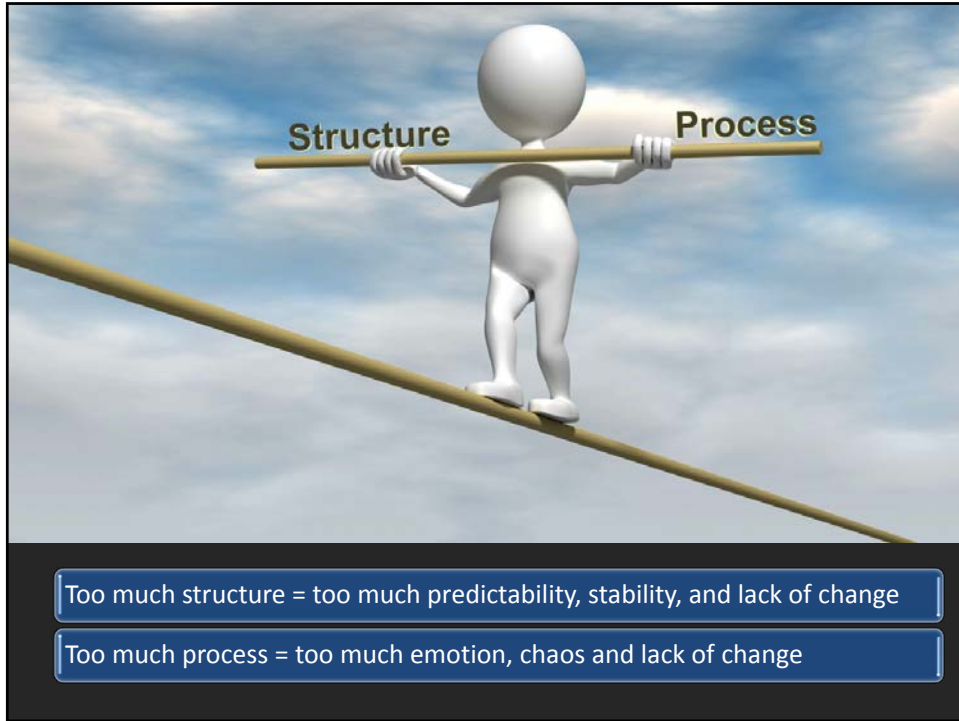 Structure
Process
Too much structure = too much predictability, stability, and lack of change
Too much process = too much emotion, chaos and lack of change